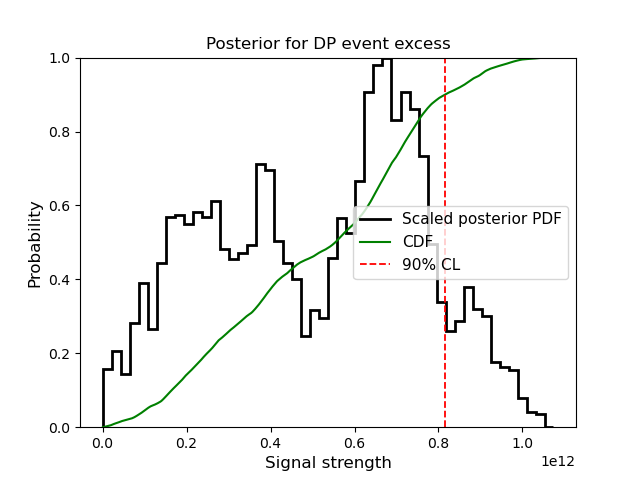 Posterior for DP event excess
1.0
0.8
0.6
0.4
0.2
0.0
Probability
Scaled posterior PDF
CDF
90% CL
0.0
0.2
0.4
0.6
0.8
1.0
1e12
Signal strength